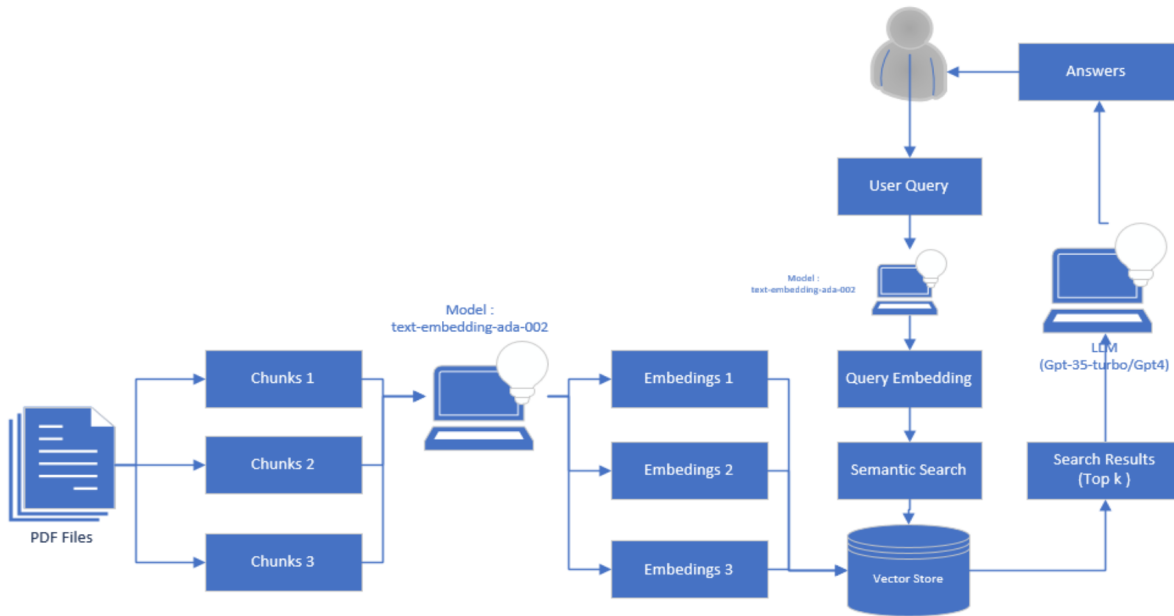 Answers
User Query
Model :
text-embedding-ada-002
Model :
text-embedding-ada-002
LLM
(Gpt-35-turbo/Gpt4)
Chunks 1
Embedings 1
Query Embedding
Chunks 2
Embedings 2
Semantic Search
Search Results
(Top k )
PDF Files
Chunks 3
Embedings 3
Vector Store